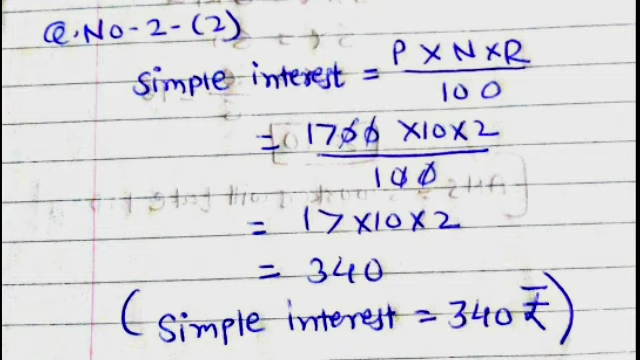 Q. No - 2 - (2)
Simple interest = P × N × R / 100
= 1700 × 10 × 2 / 100
= 17 × 10 × 2
= 340
( Simple interest = 340 ₹ )